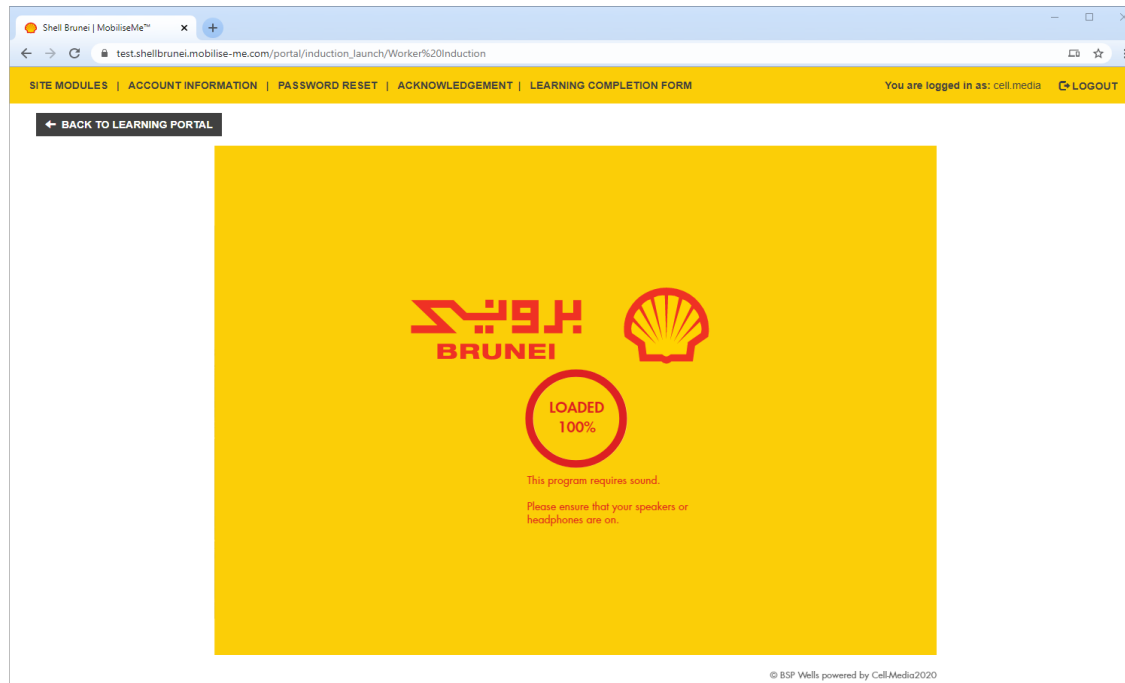 Shell Brunei | MobiliseMe™
test.shellbrunei.mobilise-me.com/portal/induction_launch/Worker%20Induction
SITE MODULES | ACCOUNT INFORMATION | PASSWORD RESET | ACKNOWLEDGEMENT | LEARNING COMPLETION FORM You are logged in as: cell.media LOGOUT
BACK TO LEARNING PORTAL
بروني
BRUNEI
LOADED
100%
This program requires sound.
Please ensure that your speakers or
headphones are on.
© BSP Wells powered by Cell-Media2020